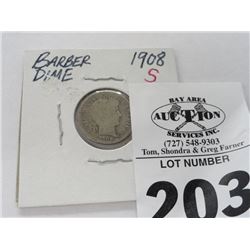 BARBER DIME
1908
S
BAY AREA
AUCTION
SERVICES INC.
(727) 548-9303
Tom, Shondra & Greg Farner
LOT NUMBER
203